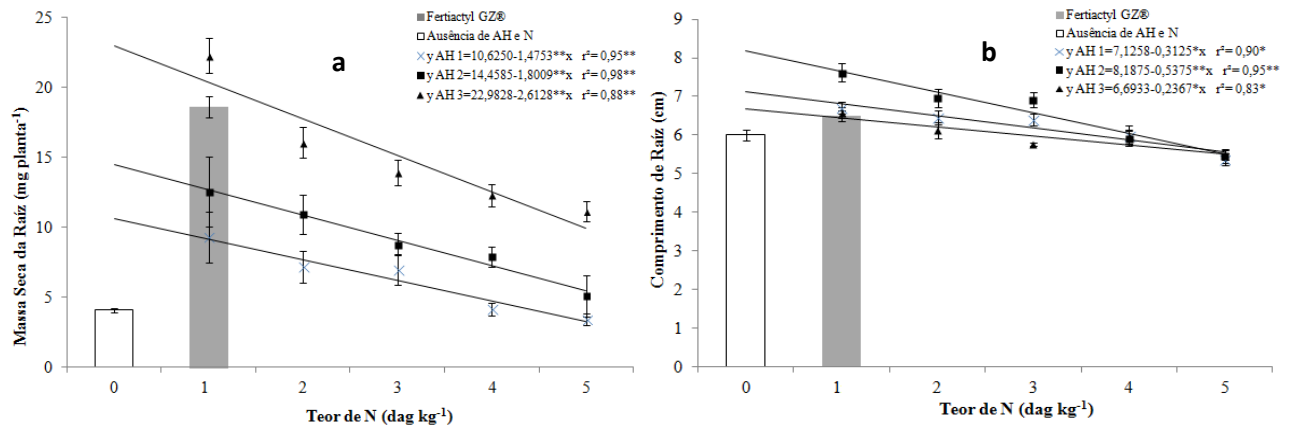 a
Fertiactyl GZ®
Ausência de AH e N
y AH 1=10,6250-1,4753**x r²= 0,95**
y AH 2=14,4585-1,8009**x r²= 0,98**
y AH 3=22,9828-2,6128**x r²= 0,88**
Massa Seca da Raíz (mg planta-1)
25
20
15
10
5
0
0 1 2 3 4 5
Teor de N (dag kg-1)
b
Fertiactyl GZ®
Ausência de AH e N
y AH 1=7,1258-0,3125*x r²= 0,90*
y AH 2=8,1875-0,5375**x r²= 0,95**
y AH 3=6,6933-0,2367*x r²= 0,83*
Comprimento de Raíz (cm)
9
8
7
6
5
4
3
2
1
0
0 1 2 3 4 5
Teor de N (dag kg-1)